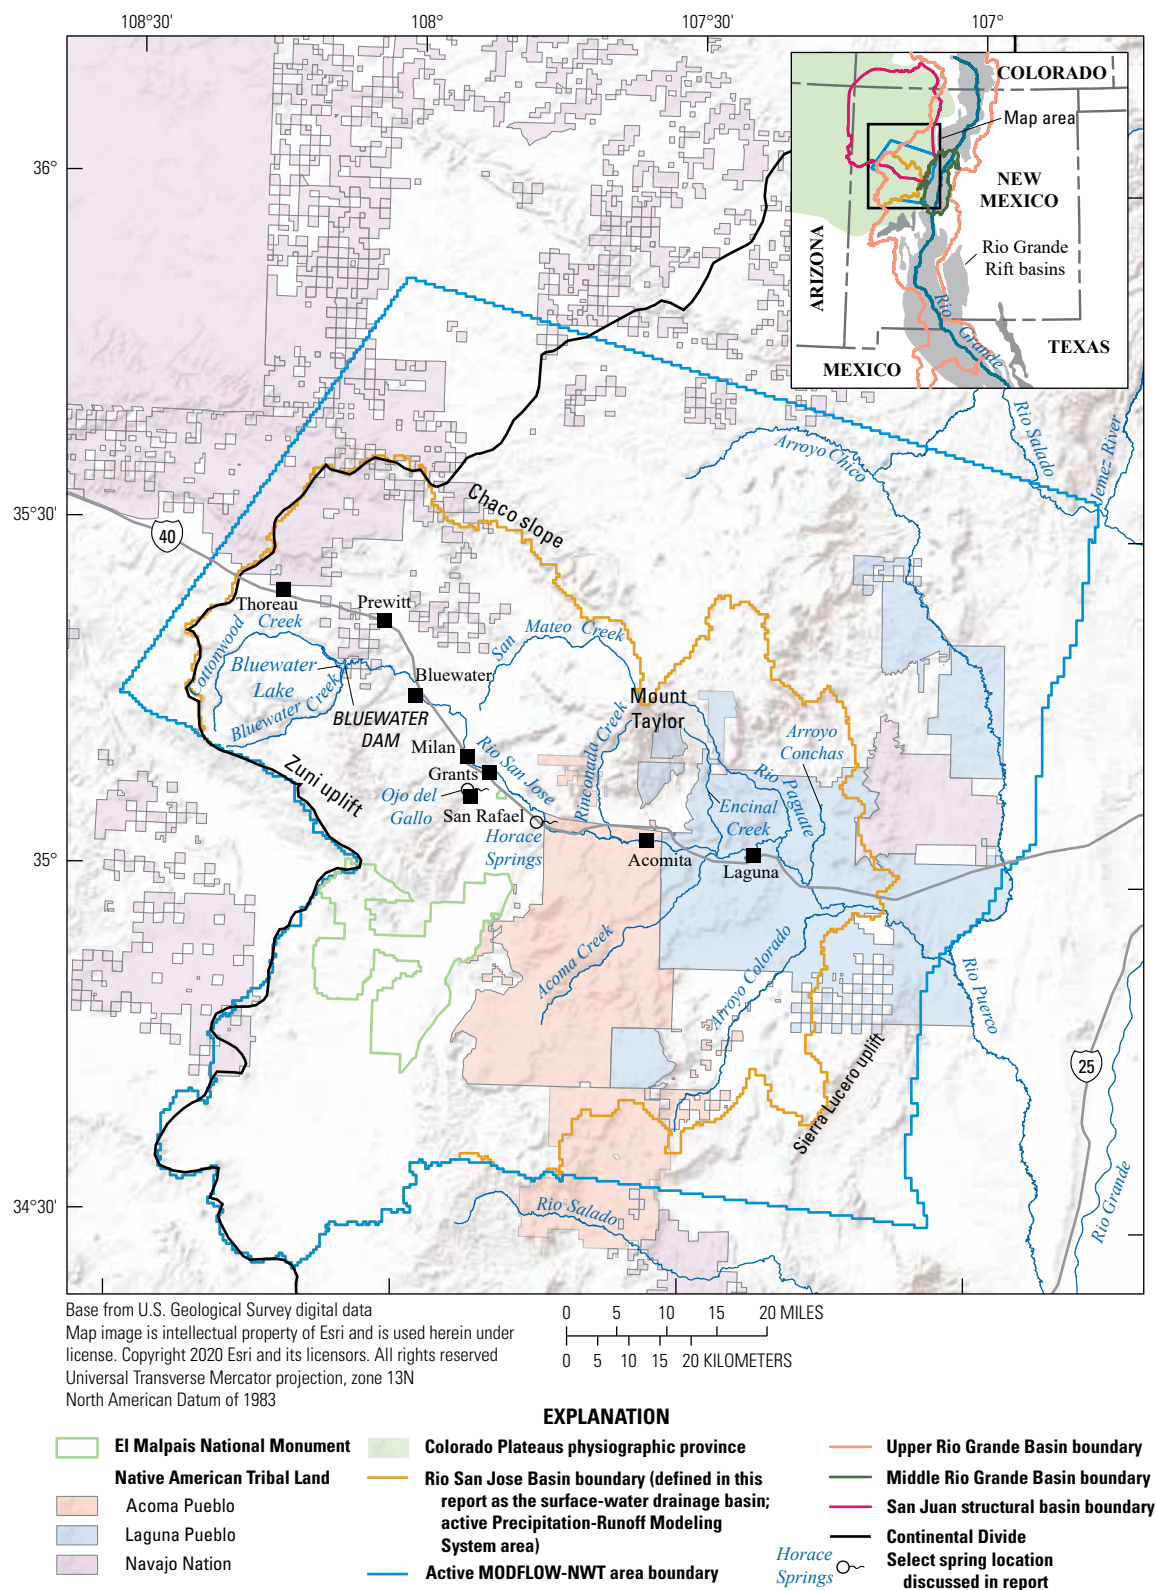 108°30'
108°
107°30'
107°
36°
35°30'
35°
34°30'
COLORADO
Map area
NEW
MEXICO
ARIZONA
Rio Grande
Rift basins
Rio Grande
TEXAS
MEXICO
Rio Salado
Jemez River
Arroyo Chico
Chaco slope
40
Thoreau
Prewitt
Cottonwood
Creek
San Mateo Creek
Bluewater
Lake
Bluewater
Bluewater Creek
BLUEWATER
DAM
Mount
Taylor
Milan
Rio San Jose
Rinconada Creek
Arroyo
Conchas
Zuni uplift
Grants
Rio Paguate
Ojo del
Gallo
San Rafael
Encinal
Creek
Horace
Springs
Acomita
Laguna
Acoma Creek
Arroyo Colorado
Rio Puerco
Sierra Lucero uplift
25
Rio Salado
Rio Grande
Base from U.S. Geological Survey digital data
Map image is intellectual property of Esri and is used herein under
license. Copyright 2020 Esri and its licensors. All rights reserved
Universal Transverse Mercator projection, zone 13N
North American Datum of 1983
0 5 10 15 20 MILES
0 5 10 15 20 KILOMETERS
EXPLANATION
El Malpais National Monument
Native American Tribal Land
Acoma Pueblo
Laguna Pueblo
Navajo Nation
Colorado Plateaus physiographic province
Rio San Jose Basin boundary (defined in this
report as the surface-water drainage basin;
active Precipitation-Runoff Modeling
System area)
Active MODFLOW-NWT area boundary
Upper Rio Grande Basin boundary
Middle Rio Grande Basin boundary
San Juan structural basin boundary
Continental Divide
Horace
Springs
Select spring location
discussed in report